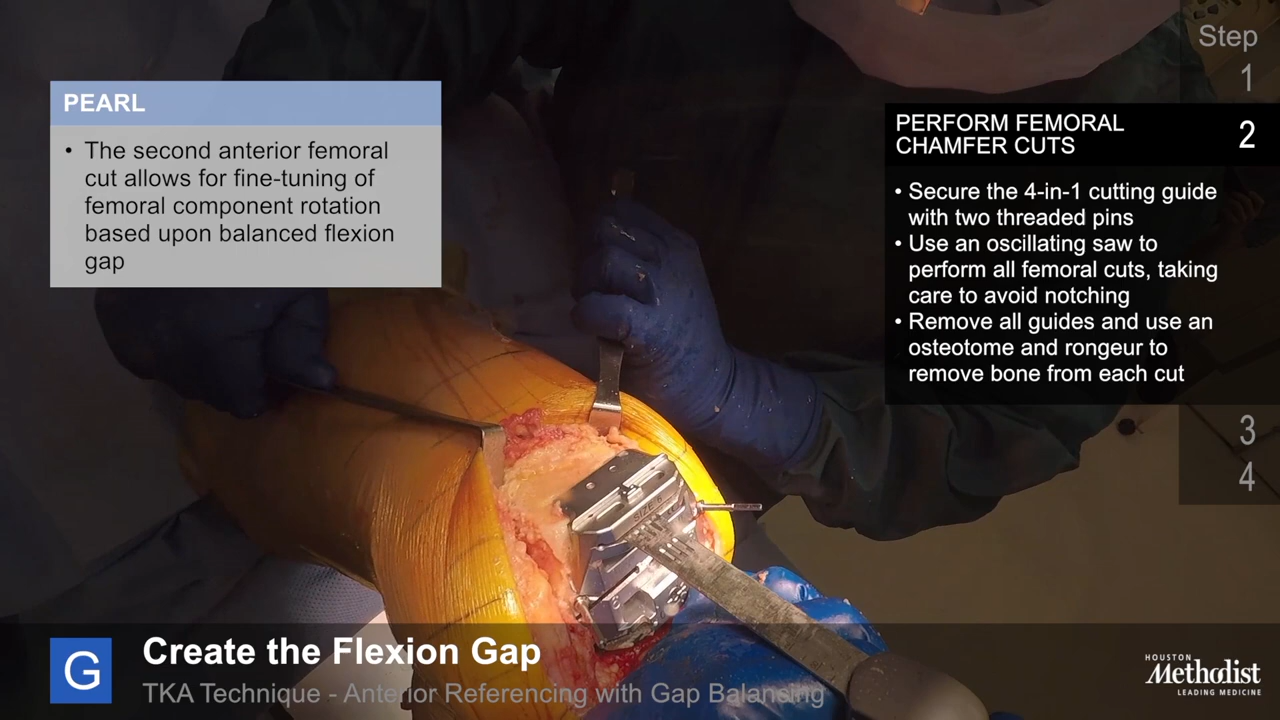 PEARL
• The second anterior femoral
cut allows for fine-tuning of
femoral component rotation
based upon balanced flexion
gap
Step
1
2
PERFORM FEMORAL
CHAMFER CUTS
• Secure the 4-in-1 cutting guide
with two threaded pins
• Use an oscillating saw to
perform all femoral cuts, taking
care to avoid notching
• Remove all guides and use an
osteotome and rongeur to
remove bone from each cut
3
4
SIZE 6
G
Create the Flexion Gap
TKA Technique - Anterior Referencing with Gap Balancing
HOUSTON
Methodist
LEADING MEDICINE